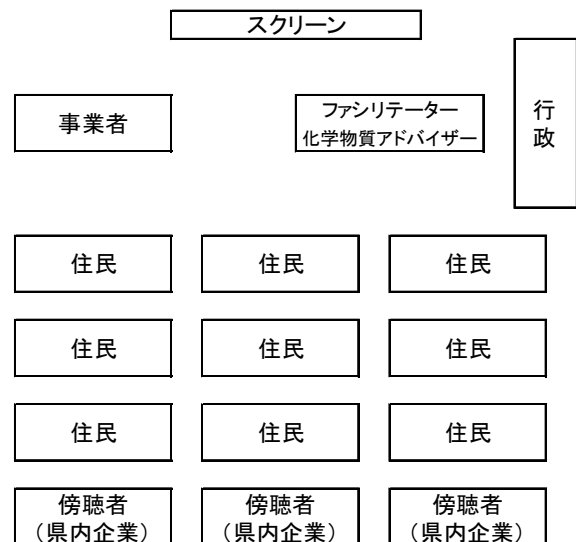 スクリーン
事業者
ファシリテーター
化学物質アドバイザー
行政
住民
住民
住民
住民
住民
住民
住民
住民
住民
傍聴者
(県内企業)
傍聴者
(県内企業)
傍聴者
(県内企業)